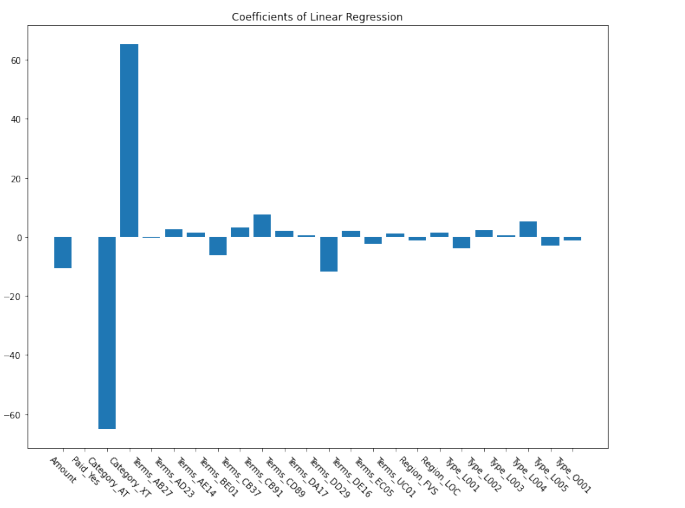 Coefficients of Linear Regression
60
40
20
0
−20
−40
−60
Amount
Paid_Yes
Category_AT
Category_XT
Terms_AB27
Terms_AD23
Terms_AE14
Terms_BE01
Terms_CB37
Terms_CB91
Terms_CD89
Terms_DA17
Terms_DD29
Terms_DE16
Terms_EC05
Terms_UC01
Region_FVS
Region_LOC
Type_L001
Type_L002
Type_L003
Type_L004
Type_L005
Type_O001